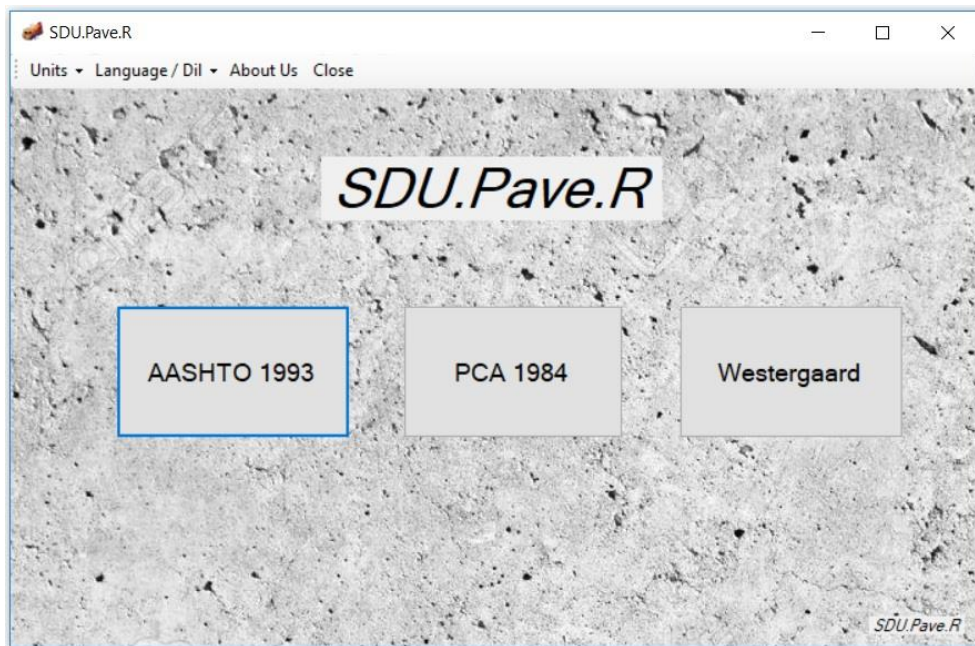 SDU.Pave.R
Units Language / Dil About Us Close
SDU.Pave.R
AASHTO 1993 PCA 1984 Westergaard
SDU.Pave.R